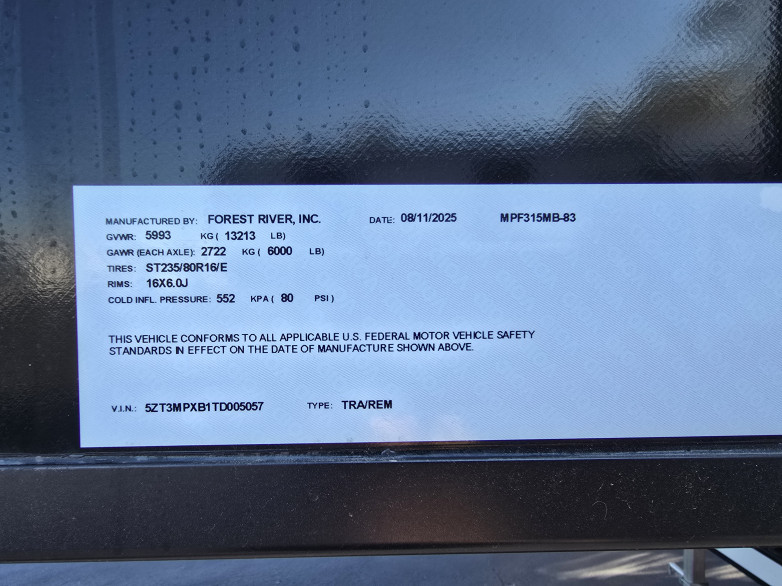 MANUFACTURED BY: FOREST RIVER, INC. DATE: 08/11/2025 MPF315MB-83
GVWR: 5993 KG ( 13213 LB)
GAWR (EACH AXLE): 2722 KG ( 6000 LB)
TIRES: ST235/80R16/E
RIMS: 16X6.0J
COLD INFL. PRESSURE: 552 KPA ( 80 PSI )
THIS VEHICLE CONFORMS TO ALL APPLICABLE U.S. FEDERAL MOTOR VEHICLE SAFETY
STANDARDS IN EFFECT ON THE DATE OF MANUFACTURE SHOWN ABOVE.
V.I.N.: 5ZT3MPXB1TD005057 TYPE: TRA/REM